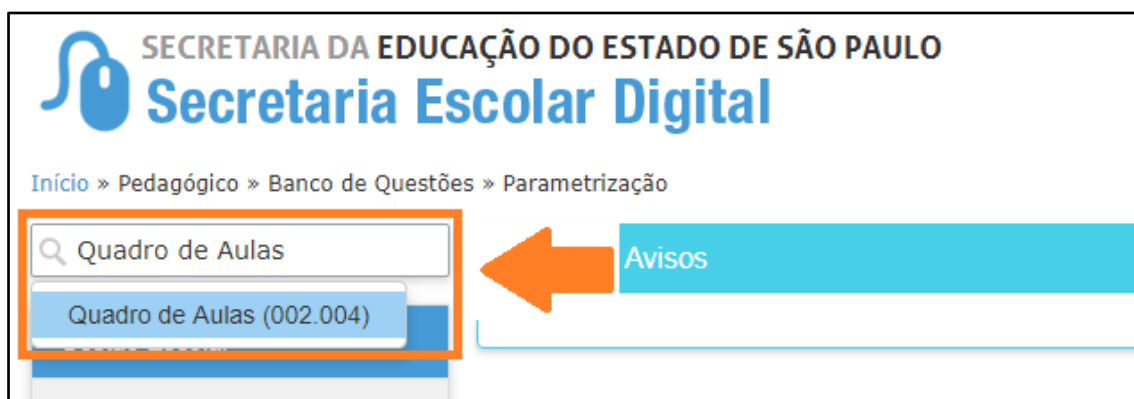 SECRETARIA DA EDUCAÇÃO DO ESTADO DE SÃO PAULO
Secretaria Escolar Digital
Início » Pedagógico » Banco de Questões » Parametrização
Quadro de Aulas
Avisos
Quadro de Aulas (002.004)